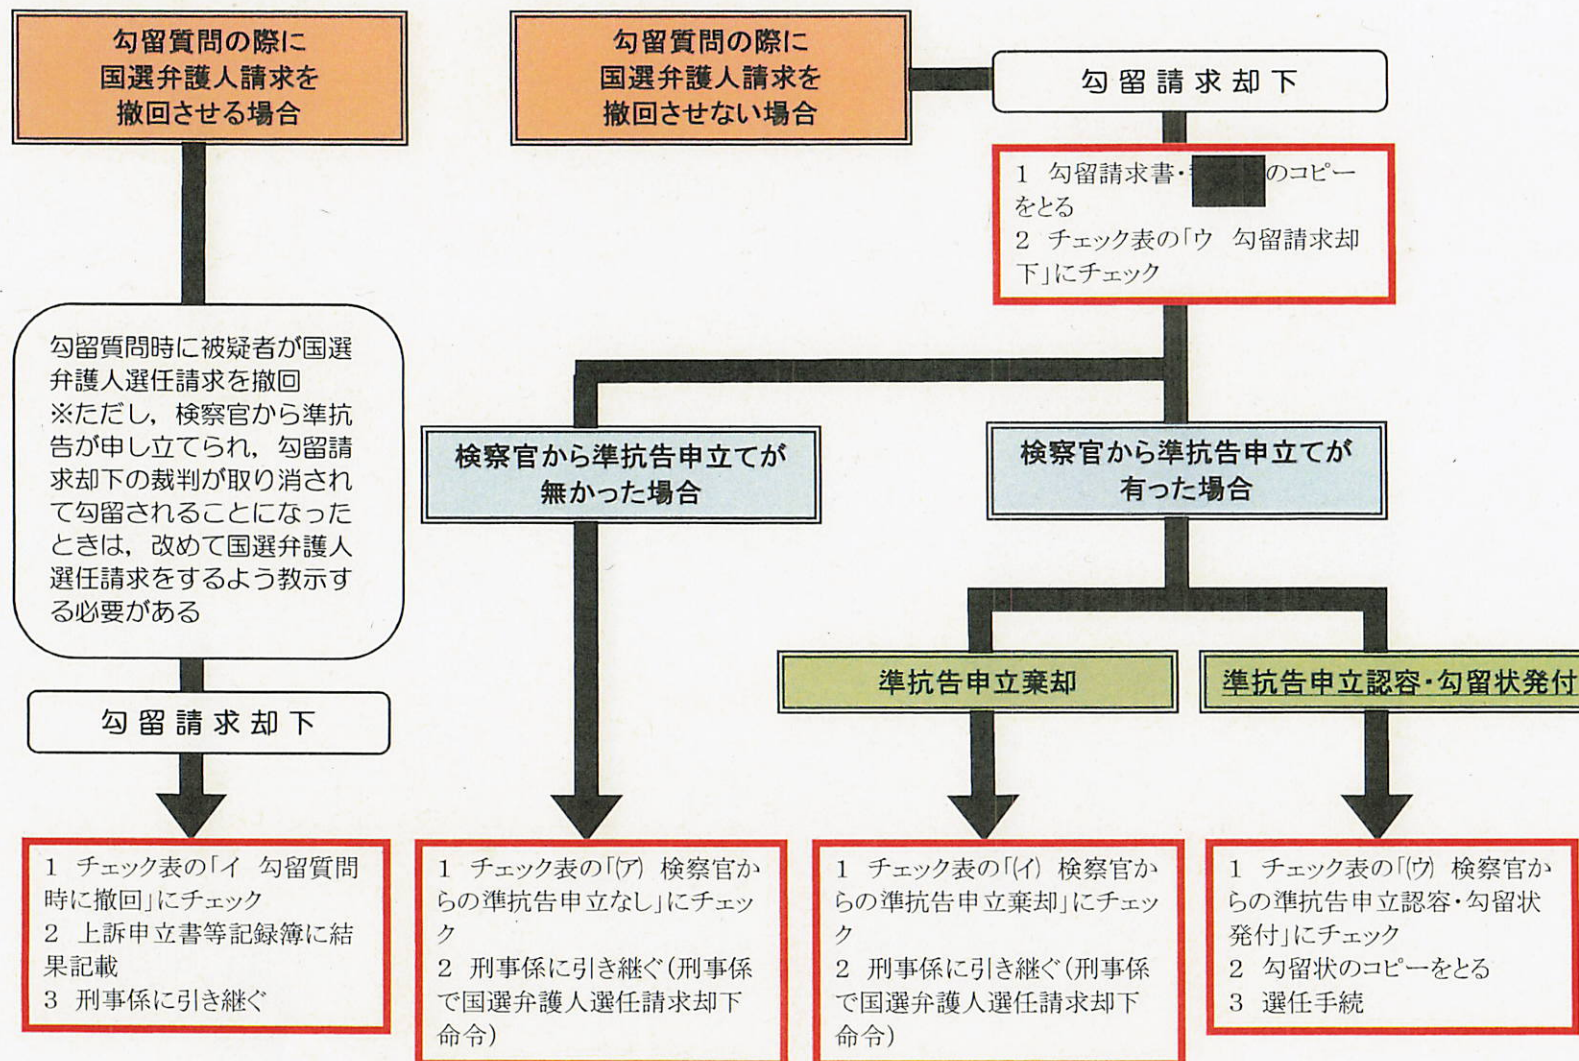 勾留質問の際に
国選弁護人請求を
撤回させる場合
勾留質問の際に
国選弁護人請求を
撤回させない場合
勾留請求却下
1 勾留請求書・ のコピー
をとる
2 チェック表の「ウ 勾留請求却
下」にチェック
勾留質問時に被疑者が国選
弁護人選任請求を撤回
※ただし，検察官から準抗
告が申し立てられ，勾留請
求却下の裁判が取り消され
て勾留されることになった
ときは，改めて国選弁護人
選任請求をするよう教示す
る必要がある
検察官から準抗告申立てが
無かった場合
検察官から準抗告申立てが
有った場合
準抗告申立棄却
準抗告申立認容・勾留状発付
勾留請求却下
1 チェック表の「イ 勾留質問
時に撤回」にチェック
2 上訴申立書等記録簿に結
果記載
3 刑事係に引き継ぐ
1 チェック表の「(ア) 検察官か
らの準抗告申立なし」にチェッ
ク
2 刑事係に引き継ぐ（刑事係
で国選弁護人選任請求却下
命令）
1 チェック表の「(イ) 検察官か
らの準抗告申立棄却」にチェッ
ク
2 刑事係に引き継ぐ（刑事係
で国選弁護人選任請求却下
命令）
1 チェック表の「(ウ) 検察官か
らの準抗告申立認容・勾留状
発付」にチェック
2 勾留状のコピーをとる
3 選任手続